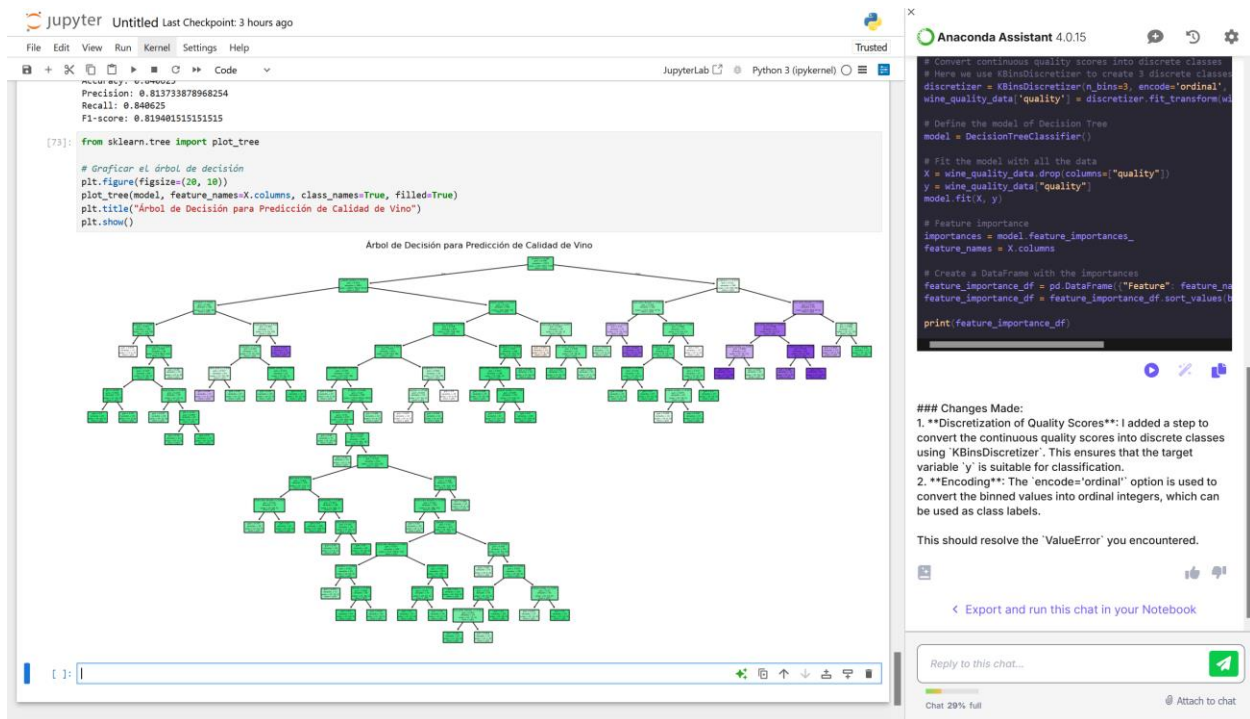 jupyter Untitled Last Checkpoint: 3 hours ago
File Edit View Run Kernel Settings Help
Trusted
Code
JupyterLab
Python 3 (ipykernel)
Accuracy: 0.840625
Precision: 0.813733878968254
Recall: 0.840625
F1-score: 0.819401515151515
[73]: from sklearn.tree import plot_tree
# Graficar el árbol de decisión
plt.figure(figsize=(20, 10))
plot_tree(model, feature_names=X.columns, class_names=True, filled=True)
plt.title("Árbol de Decisión para Predicción de Calidad de Vino")
plt.show()
Árbol de Decisión para Predicción de Calidad de Vino
[ ]:
Anaconda Assistant 4.0.15
# Convert continuous quality scores into discrete classes
# Here we use KBinsDiscretizer to create 3 discrete classes
discretizer = KBinsDiscretizer(n_bins=3, encode='ordinal',
wine_quality_data['quality'] = discretizer.fit_transform(wi
# Define the model of Decision Tree
model = DecisionTreeClassifier()
# Fit the model with all the data
X = wine_quality_data.drop(columns=["quality"])
y = wine_quality_data["quality"]
model.fit(X, y)
# Feature importance
importances = model.feature_importances_
feature_names = X.columns
# Create a DataFrame with the importances
feature_importance_df = pd.DataFrame({"Feature": feature_na
feature_importance_df = feature_importance_df.sort_values(b
print(feature_importance_df)
### Changes Made:
1. **Discretization of Quality Scores**: I added a step to
convert the continuous quality scores into discrete classes
using `KBinsDiscretizer`. This ensures that the target
variable `y` is suitable for classification.
2. **Encoding**: The `encode='ordinal'` option is used to
convert the binned values into ordinal integers, which can
be used as class labels.
This should resolve the `ValueError` you encountered.
< Export and run this chat in your Notebook
Reply to this chat...
Chat 29% full
Attach to chat